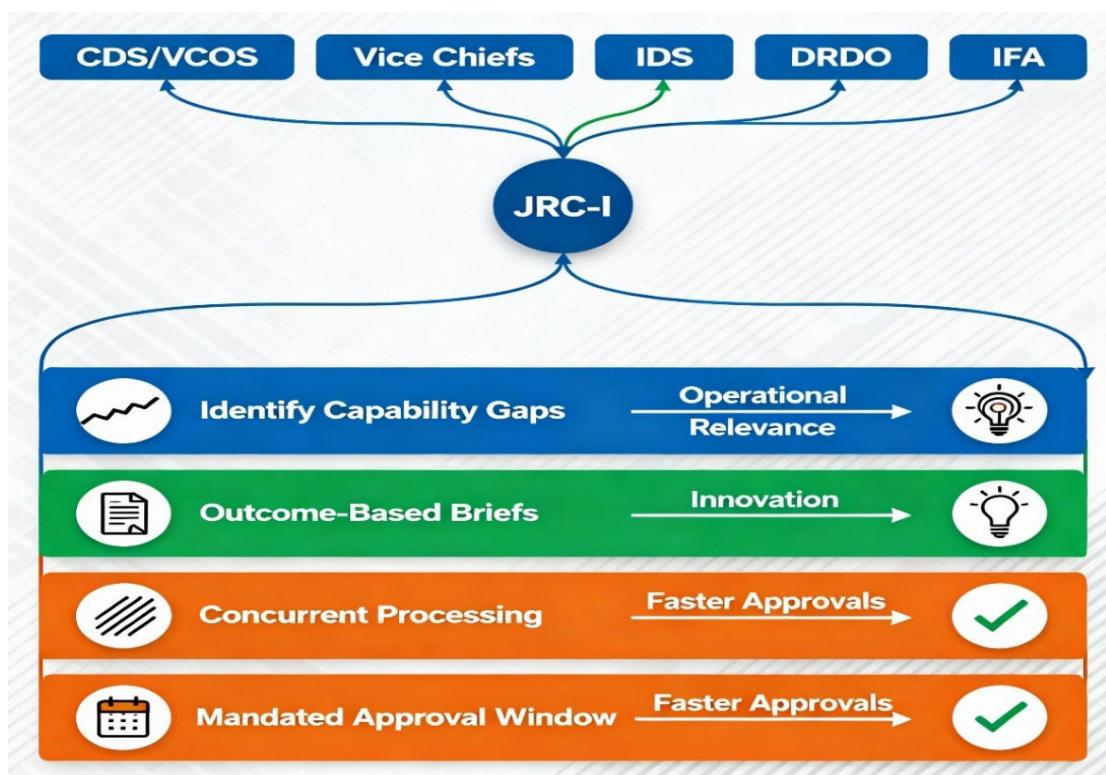 CDS/VCOS
Vice Chiefs
IDS
DRDO
IFA
JRC-I
Identify Capability Gaps
Operational
Relevance
Outcome-Based Briefs
Innovation
Concurrent Processing
Faster Approvals
Mandated Approval Window
Faster Approvals